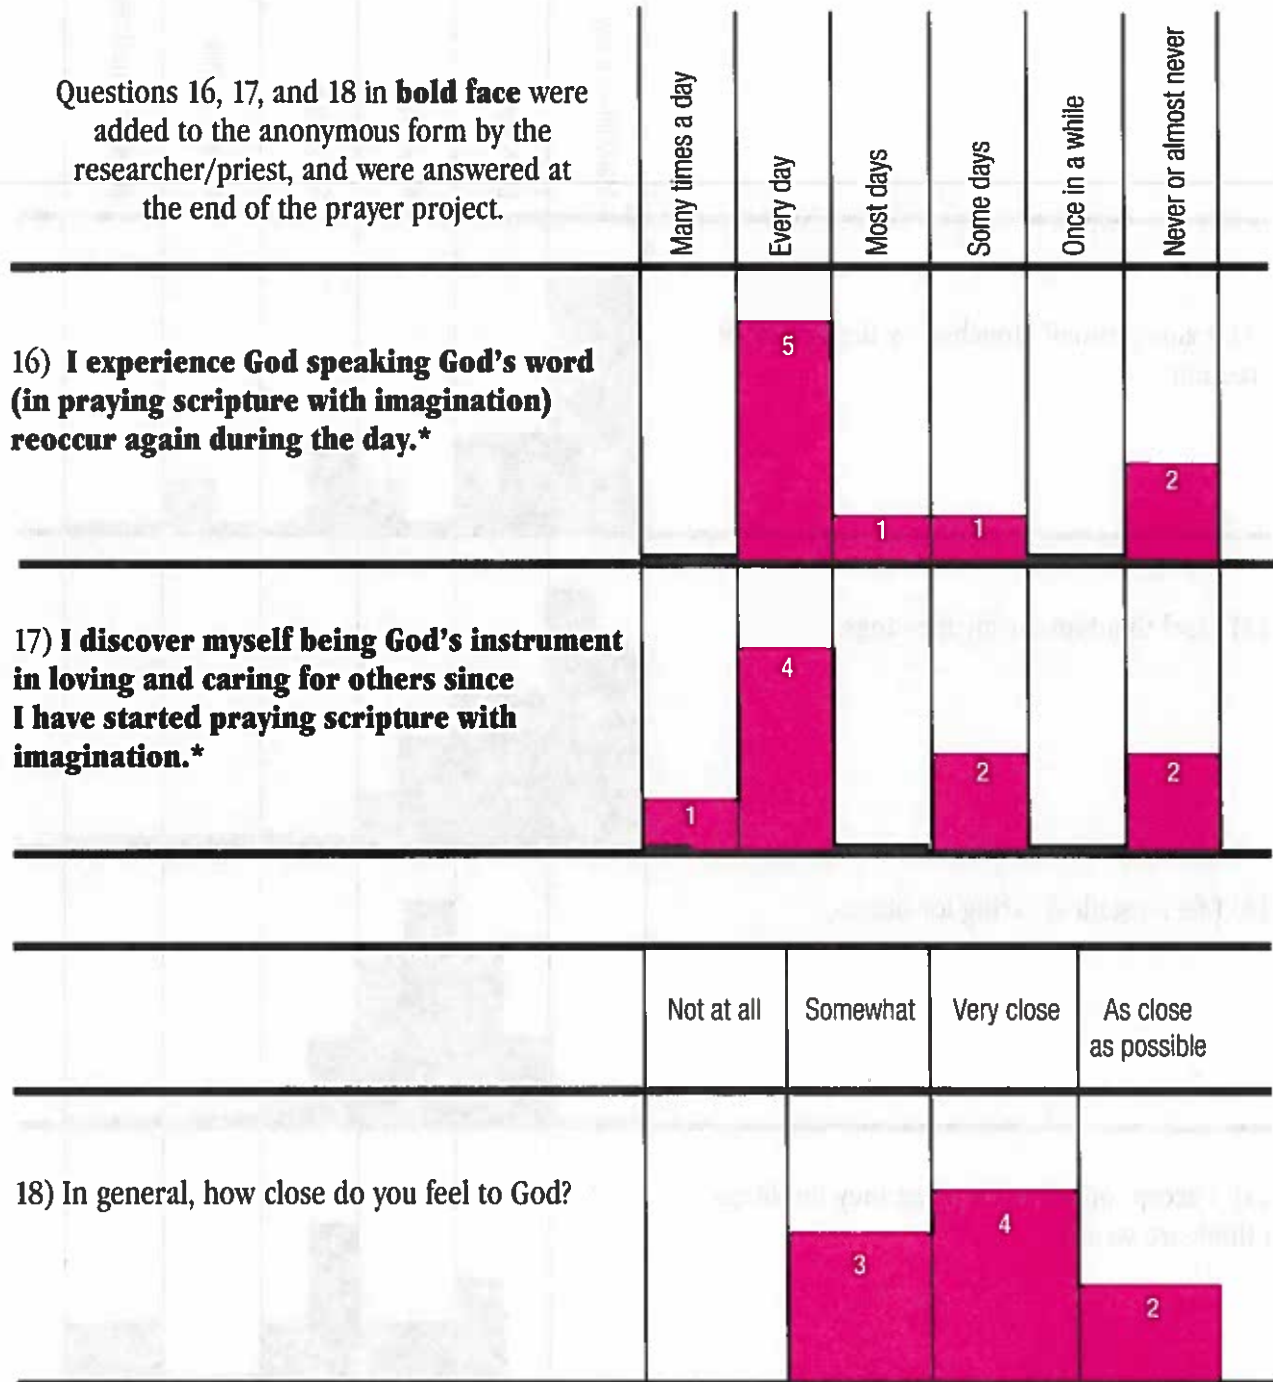 Questions 16, 17, and 18 in bold face were
added to the anonymous form by the
researcher/priest, and were answered at
the end of the prayer project.
Many times a day
Every day
Most days
Some days
Once in a while
Never or almost never
16) I experience God speaking God's word
(in praying scripture with imagination)
reoccur again during the day.*
5
1
1
2
17) I discover myself being God's instrument
in loving and caring for others since
I have started praying scripture with
imagination.*
1
4
2
2
Not at all
Somewhat
Very close
As close
as possible
18) In general, how close do you feel to God?
3
4
2